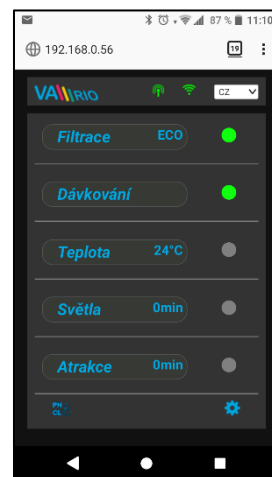 87 % 11:10
192.168.0.56 19
VA RIO CZ
Filtrace ECO
Dávkování
Teplota 24°C
Světla 0min
Atrakce 0min
PH
CL